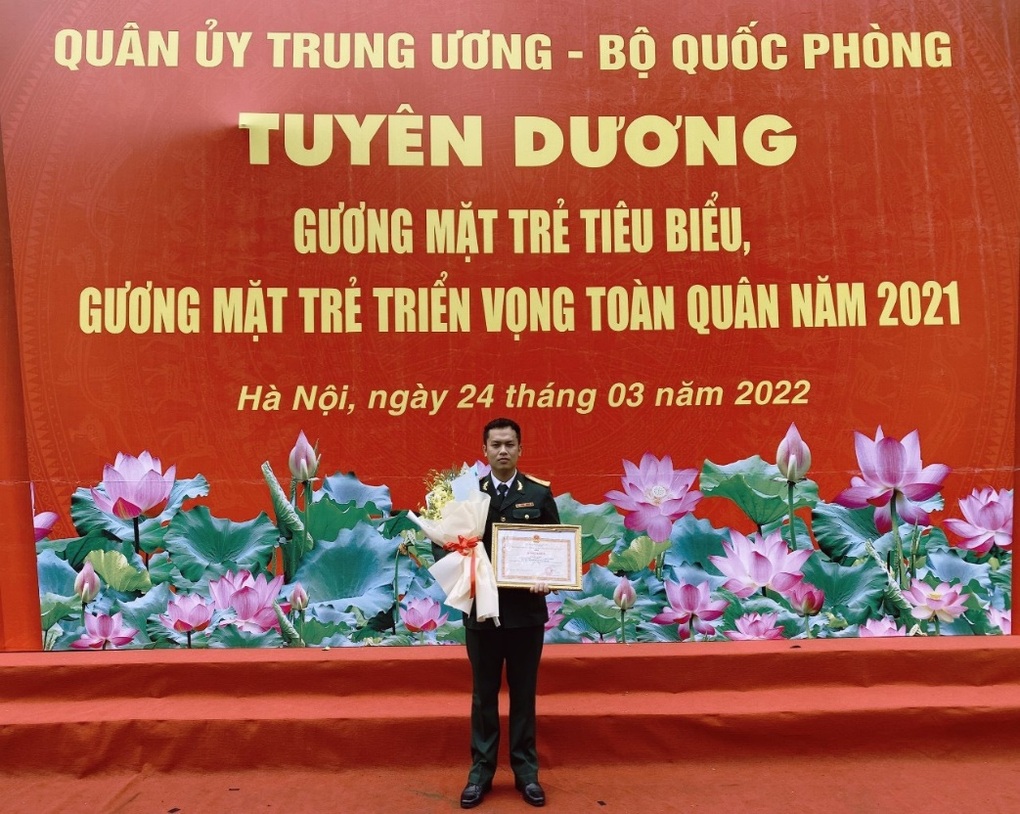 QUÂN ỦY TRUNG ƯƠNG - BỘ QUỐC PHÒNG
TUYÊN DƯƠNG
GƯƠNG MẶT TRẺ TIÊU BIỂU,
GƯƠNG MẶT TRẺ TRIỂN VỌNG TOÀN QUÂN NĂM 2021
Hà Nội, ngày 24 tháng 03 năm 2022